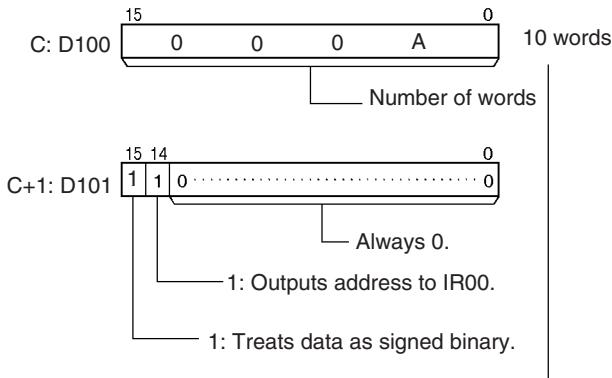 15 0
C: D100 0 0 0 A 10 words
Number of words
15 14 0
C+1: D101 1 1 0 ································ 0
Always 0.
1: Outputs address to IR00.
1: Treats data as signed binary.